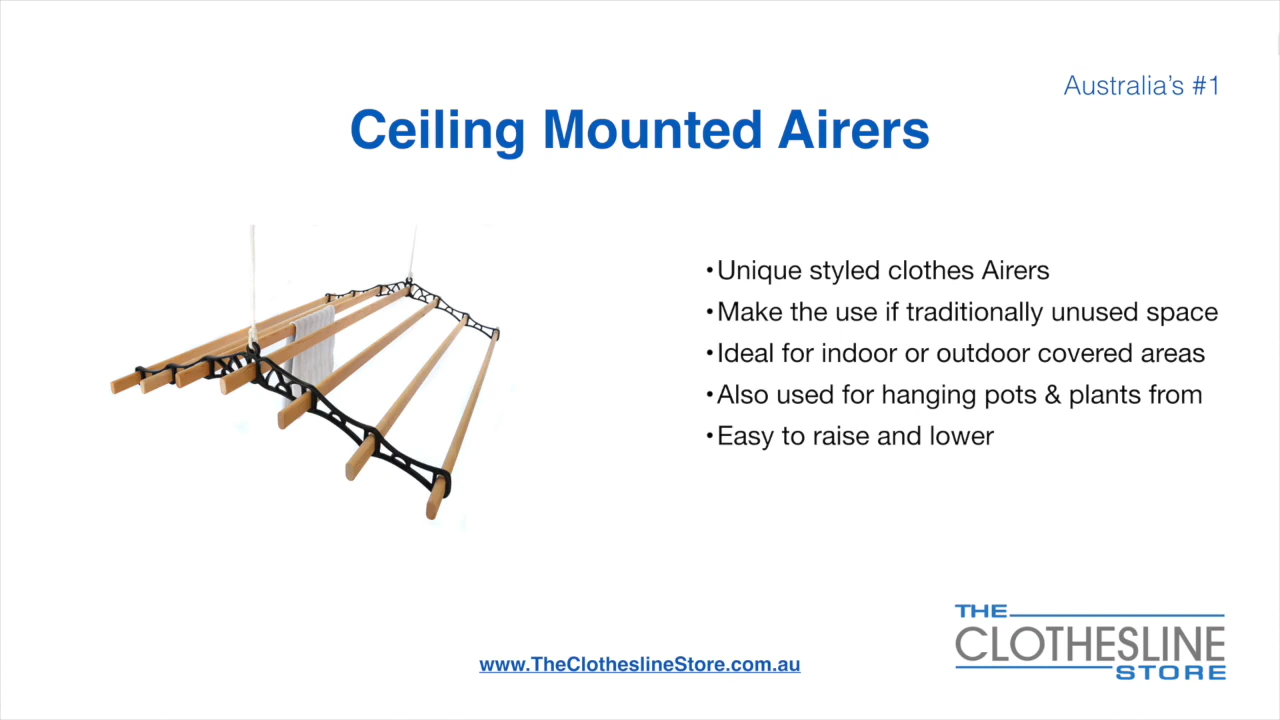 Australia's #1
Ceiling Mounted Airers
•Unique styled clothes Airers
•Make the use if traditionally unused space
•Ideal for indoor or outdoor covered areas
•Also used for hanging pots & plants from
•Easy to raise and lower
THE
CLOTHESLINE
STORE
www.TheClotheslineStore.com.au